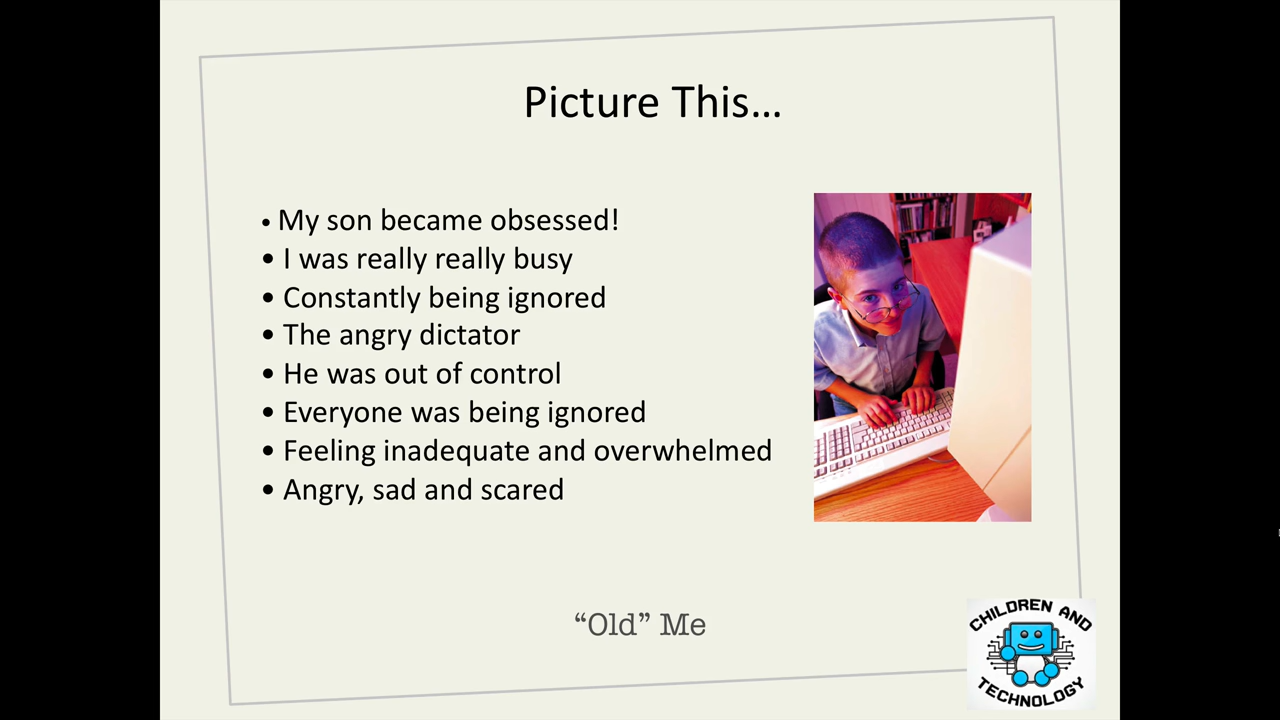 Picture This…
• My son became obsessed!
• I was really really busy
• Constantly being ignored
• The angry dictator
• He was out of control
• Everyone was being ignored
• Feeling inadequate and overwhelmed
• Angry, sad and scared
“Old” Me
CHILDREN AND
TECHNOLOGY